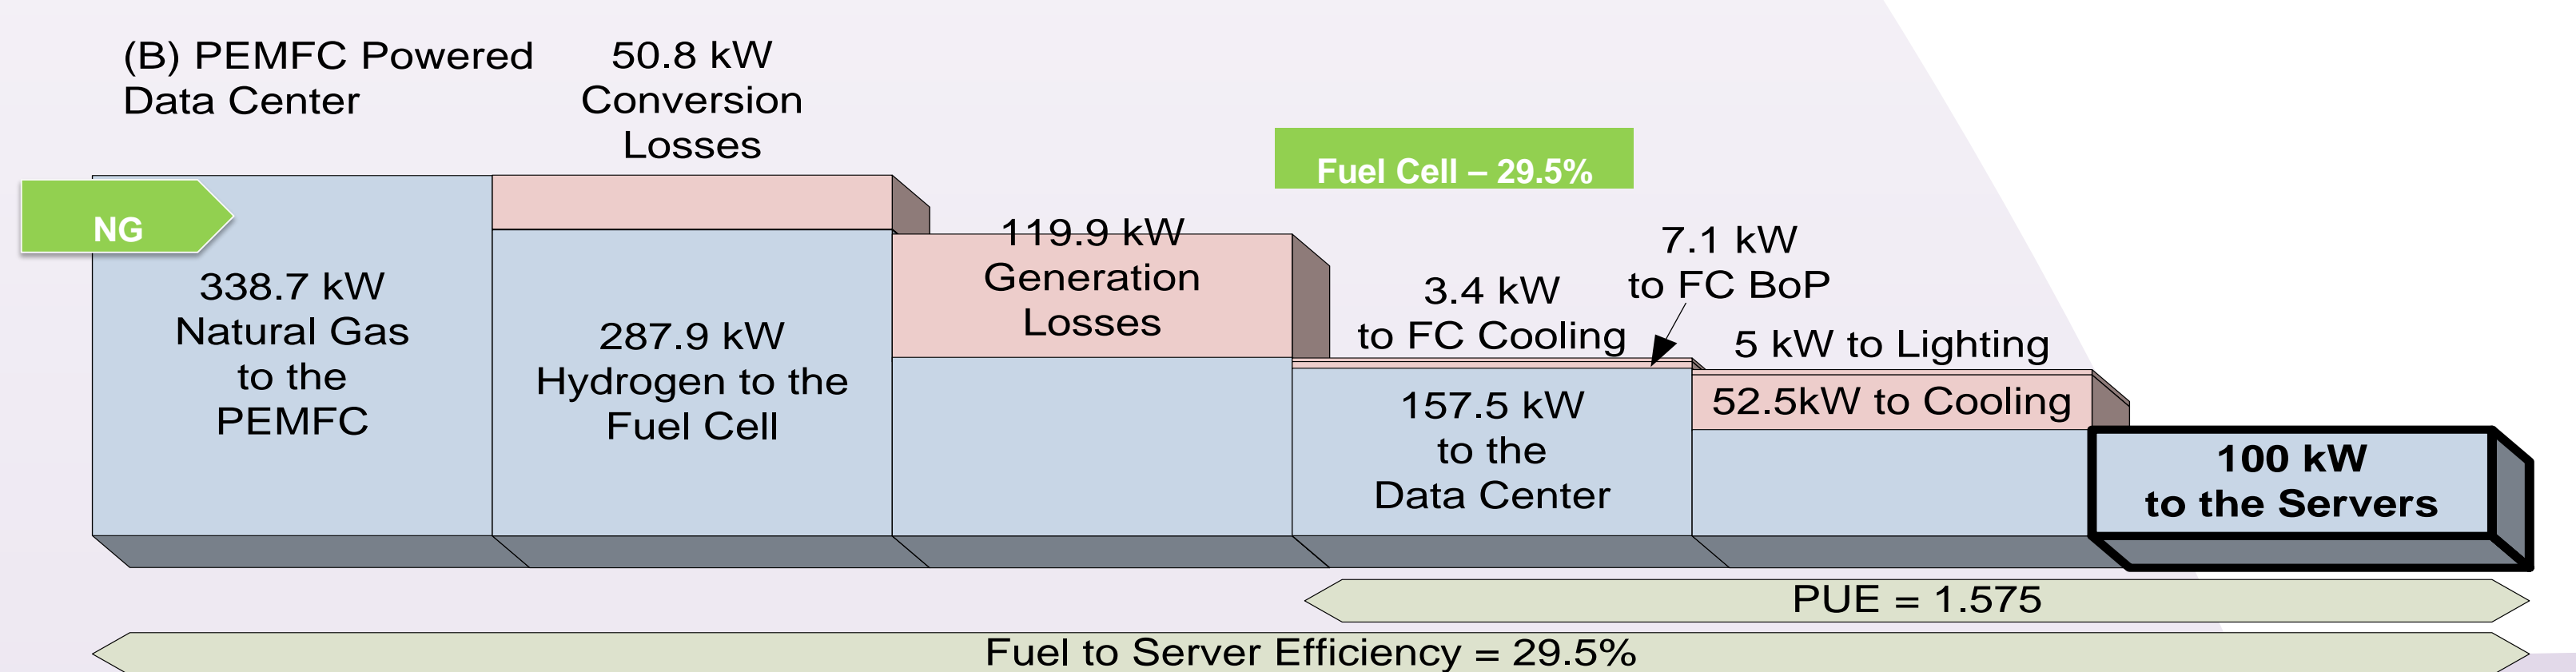 (B) PEMFC Powered
Data Center
50.8 kW
Conversion
Losses
Fuel Cell – 29.5%
NG
338.7 kW
Natural Gas
to the
PEMFC
287.9 kW
Hydrogen to the
Fuel Cell
119.9 kW
Generation
Losses
3.4 kW
to FC Cooling
7.1 kW
to FC BoP
157.5 kW
to the
Data Center
5 kW to Lighting
52.5kW to Cooling
100 kW
to the Servers
PUE = 1.575
Fuel to Server Efficiency = 29.5%